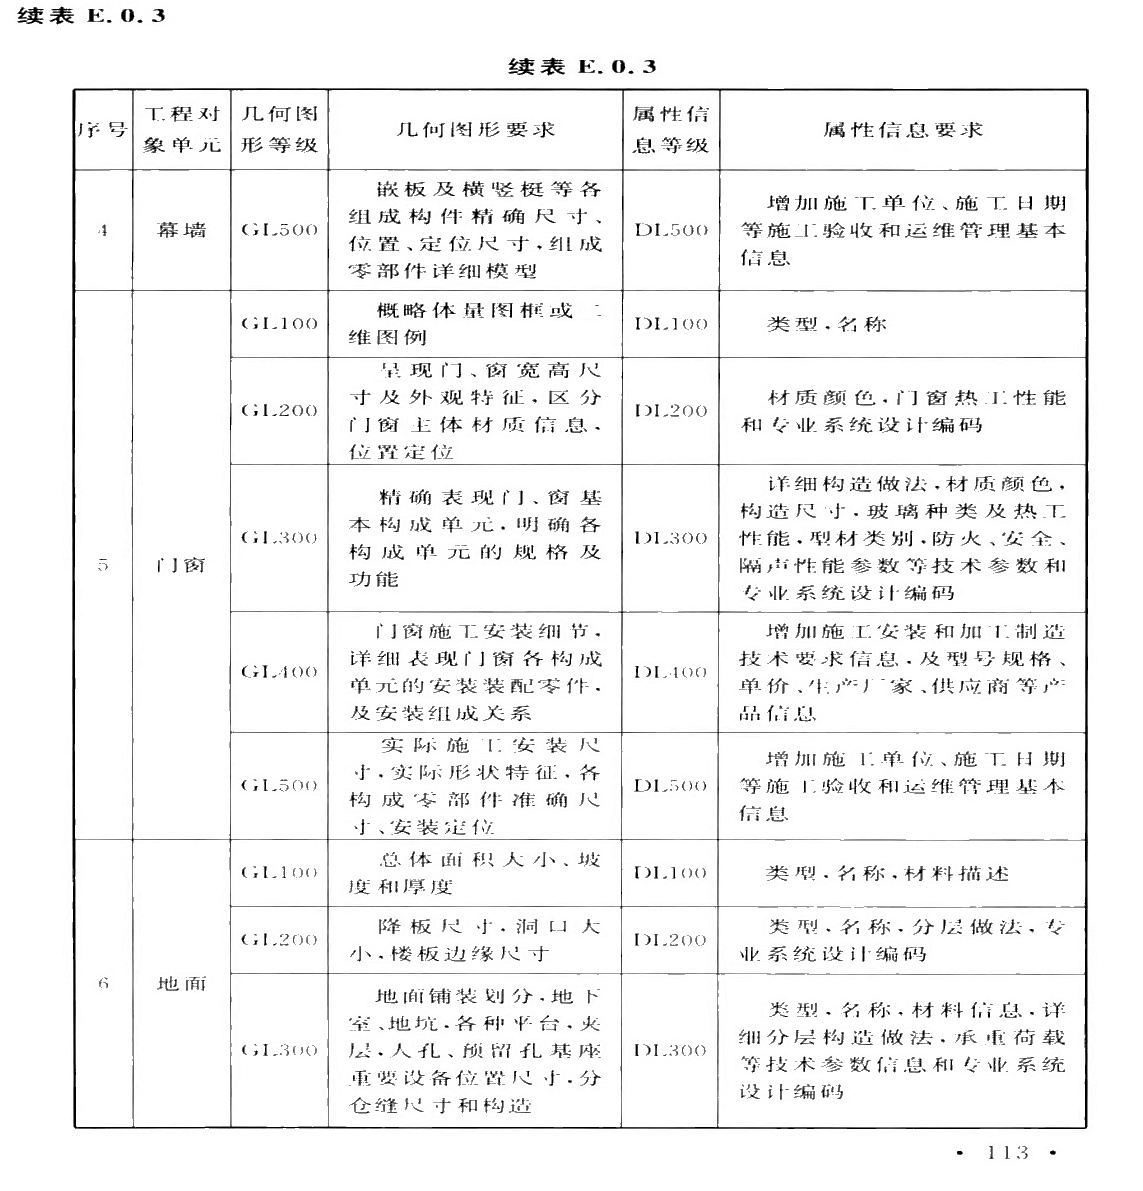 续表 E.0.3
续表 E.0.3
序号
工程对
象单元
几何图
形等级
几何图形要求
属性信
息等级
属性信息要求
4
幕墙
GL500
嵌板及横竖梃等各
组成构件精确尺寸、
位置、定位尺寸,组成
零部件详细模型
DL500
增加施工单位、施工日期
等施工验收和运维管理基本
信息
5
门窗
GL100
概略体量图框或二
维图例
DL100
类型,名称
GL200
呈现门、窗宽高尺
寸及外观特征,区分
门窗主体材质信息,
位置定位
DL200
材质颜色,门窗热工性能
和专业系统设计编码
GL300
精确表现门、窗基
本构成单元,明确各
构成单元的规格及
功能
DL300
详细构造做法,材质颜色,
构造尺寸,玻璃种类及热工
性能,型材类别,防火、安全、
隔声性能参数等技术参数和
专业系统设计编码
GL400
门窗施工安装细节,
详细表现门窗各构成
单元的安装装配零件,
及安装组成关系
DL400
增加施工安装和加工制造
技术要求信息,及型号规格、
单价、生产厂家、供应商等产
品信息
GL500
实际施工安装尺
寸,实际形状特征,各
构成零部件准确尺
寸、安装定位
DL500
增加施工单位、施工日期
等施工验收和运维管理基本
信息
6
地面
GL100
总体面积大小、坡
度和厚度
DL100
类型,名称,材料描述
GL200
降板尺寸,洞口大
小,楼板边缘尺寸
DL200
类型,名称,分层做法,专
业系统设计编码
GL300
地面铺装划分,地下
室、地坑,各种平台,夹
层,人孔、预留孔基座
重要设备位置尺寸,分
仓缝尺寸和构造
DL300
类型,名称,材料信息,详
细分层构造做法,承重荷载
等技术参数信息和专业系统
设计编码
• 113 •